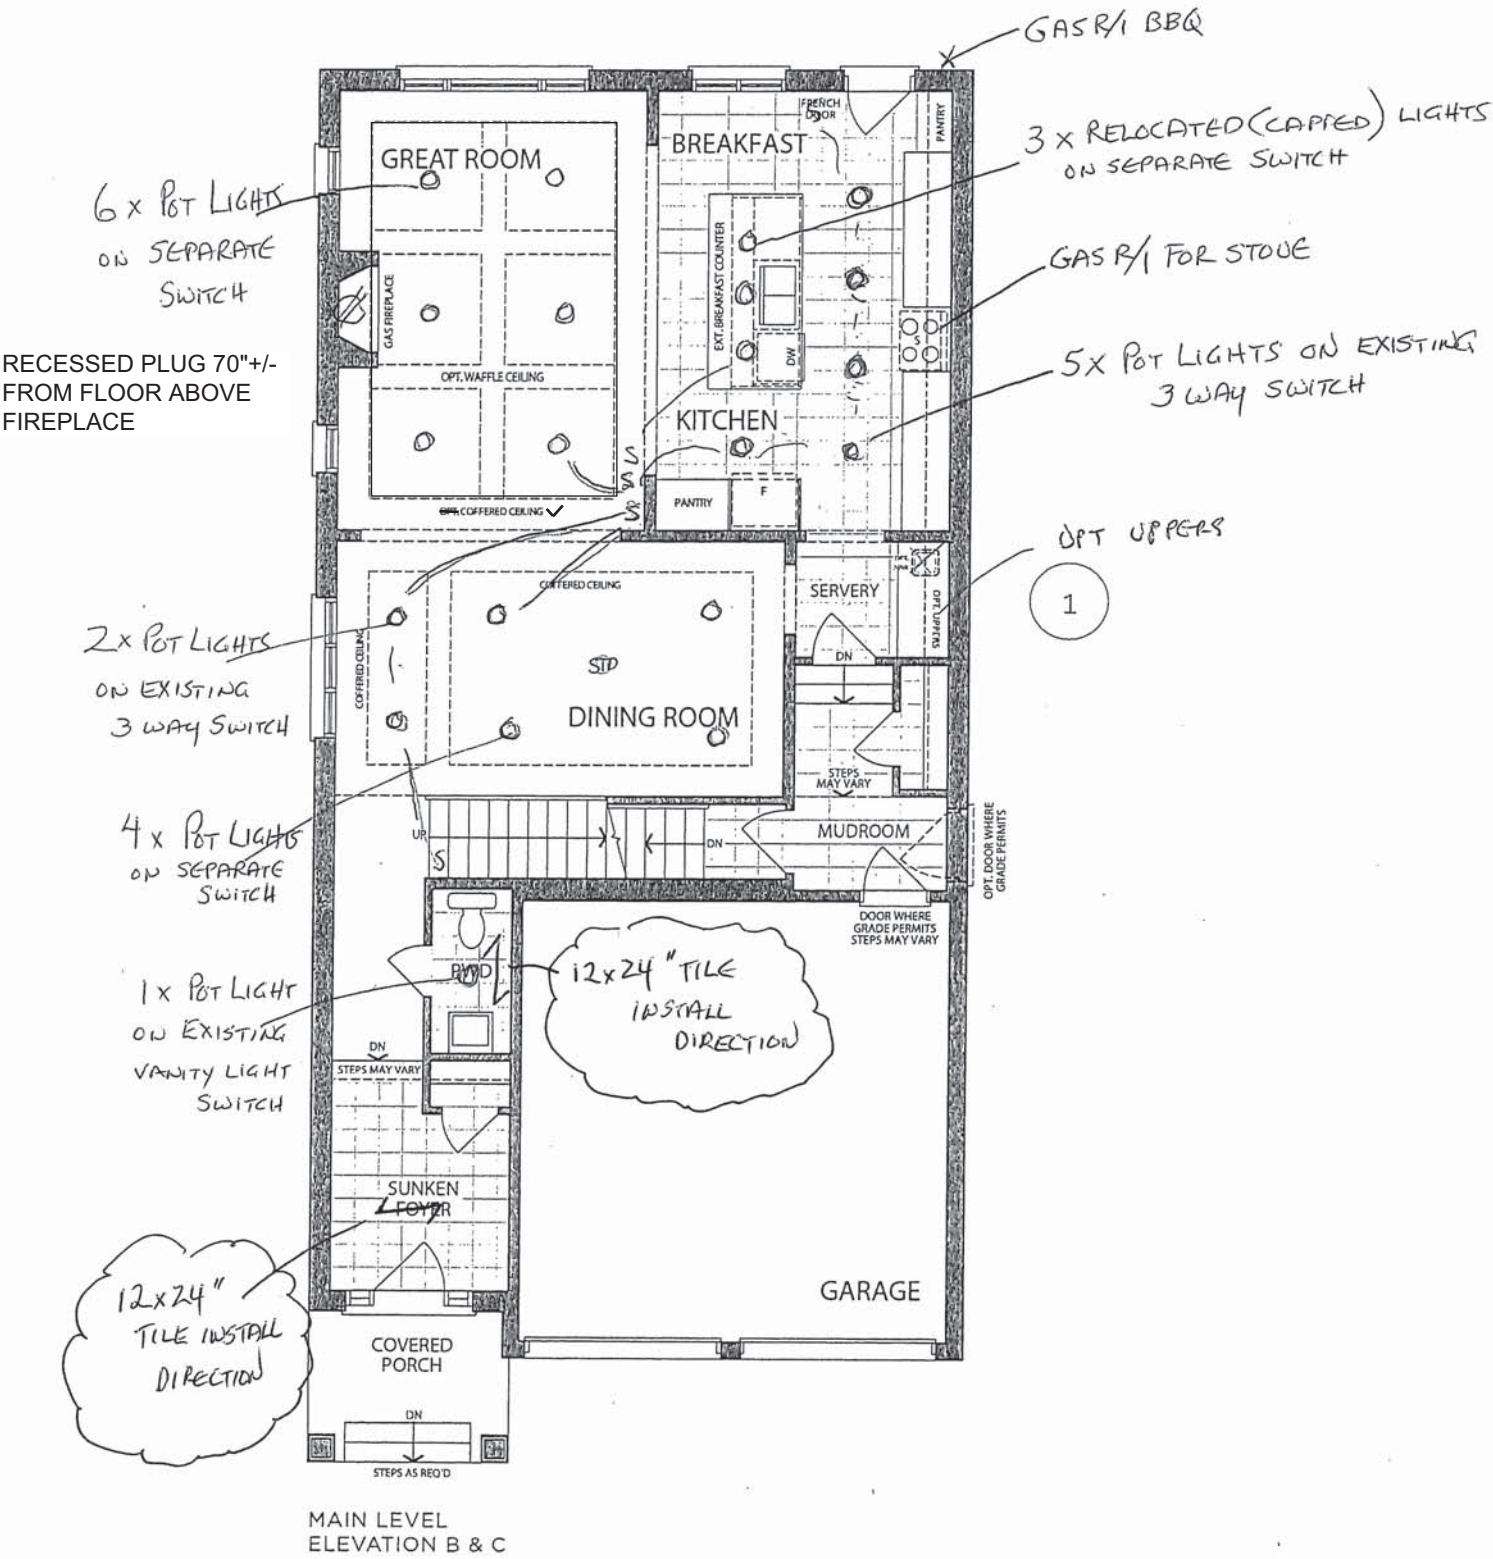 GAS R/I BBQ
FRENCH
DOOR
PANTRY
BREAKFAST
GREAT ROOM
3 x RELOCATED (CAPPED) LIGHTS
ON SEPARATE SWITCH
6 x POT LIGHTS
ON SEPARATE
SWITCH
EXT. BREAKFAST COUNTER
GAS R/I FOR STOVE
GAS FIREPLACE
S
DW
RECESSED PLUG 70"+/-
FROM FLOOR ABOVE
FIREPLACE
OPT. WAFFLE CEILING
5 x POT LIGHTS ON EXISTING
3 WAY SWITCH
KITCHEN
S
S
S
PANTRY
F
OPT. COFFERED CEILING ✓
OPT UPPERS
1
COFFERED CEILING
SERVERY
OPT. UPPERS
2 x POT LIGHTS
ON EXISTING
3 WAY SWITCH
COFFERED CEILING
STD
DN
DINING ROOM
STEPS
MAY VARY
4 x POT LIGHTS
ON SEPARATE
SWITCH
UP
S
DN
MUDROOM
OPT. DOOR WHERE
GRADE PERMITS
DOOR WHERE
GRADE PERMITS
STEPS MAY VARY
PWD
12x24" TILE
INSTALL
DIRECTION
1 x POT LIGHT
ON EXISTING
VANITY LIGHT
SWITCH
DN
STEPS MAY VARY
SUNKEN
FOYER
12x24"
TILE INSTALL
DIRECTION
GARAGE
COVERED
PORCH
DN
STEPS AS REQ'D
MAIN LEVEL
ELEVATION B & C